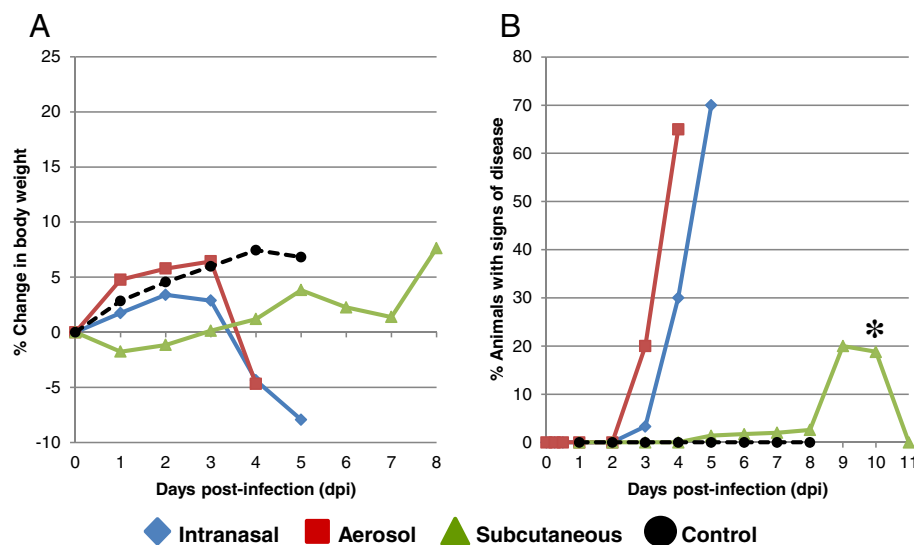 A
B
% Change in body weight
25
20
15
10
5
0
-5
-10
0 1 2 3 4 5 6 7 8
Days post-infection (dpi)
% Animals with signs of disease
80
70
60
50
40
30
20
10
0
*
0 1 2 3 4 5 6 7 8 9 10 11
Days post-infection (dpi)
Intranasal Aerosol Subcutaneous Control